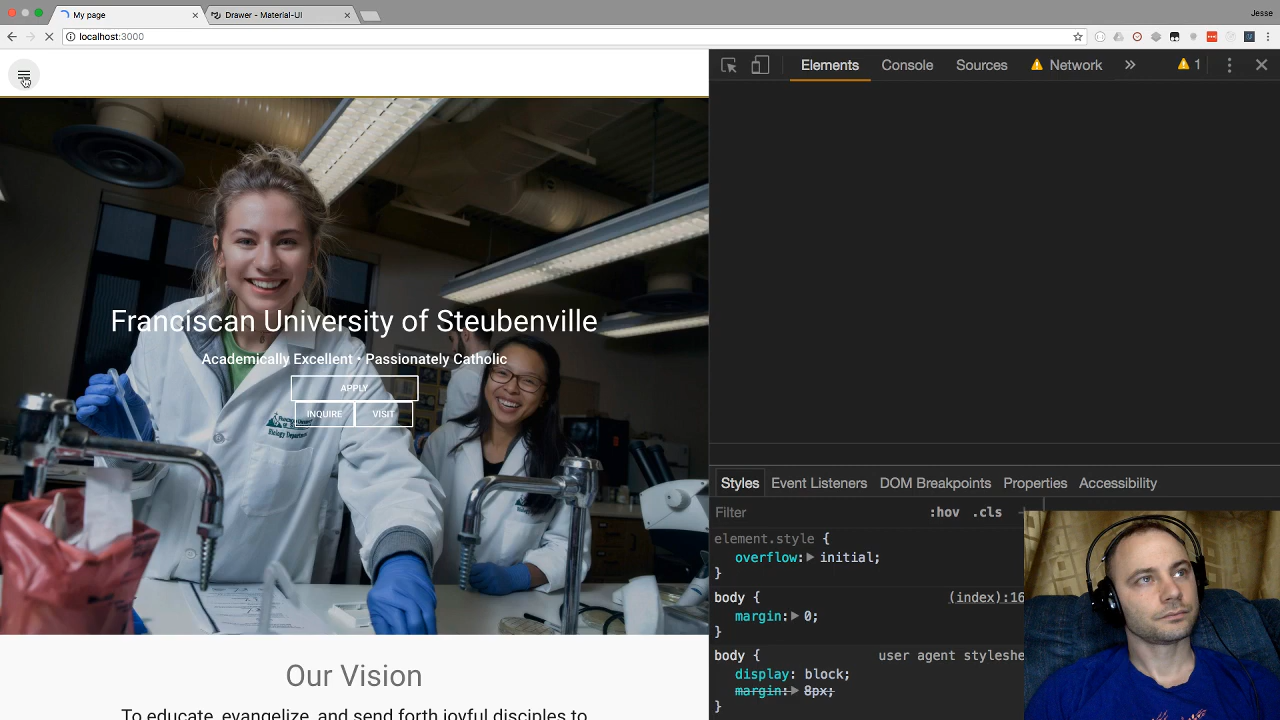 My page
Drawer - Material-UI
Jesse
localhost:3000
Elements
Console
Sources
Network
1
Franciscan University of Steubenville
Academically Excellent • Passionately Catholic
APPLY
INQUIRE
VISIT
Our Vision
To educate, evangelize, and send forth joyful disciples to
Styles
Event Listeners
DOM Breakpoints
Properties
Accessibility
Filter
:hov .cls
element.style {
overflow: initial;
}
body { (index):16
margin: 0;
}
body { user agent styleshe
display: block;
margin: 8px;
}